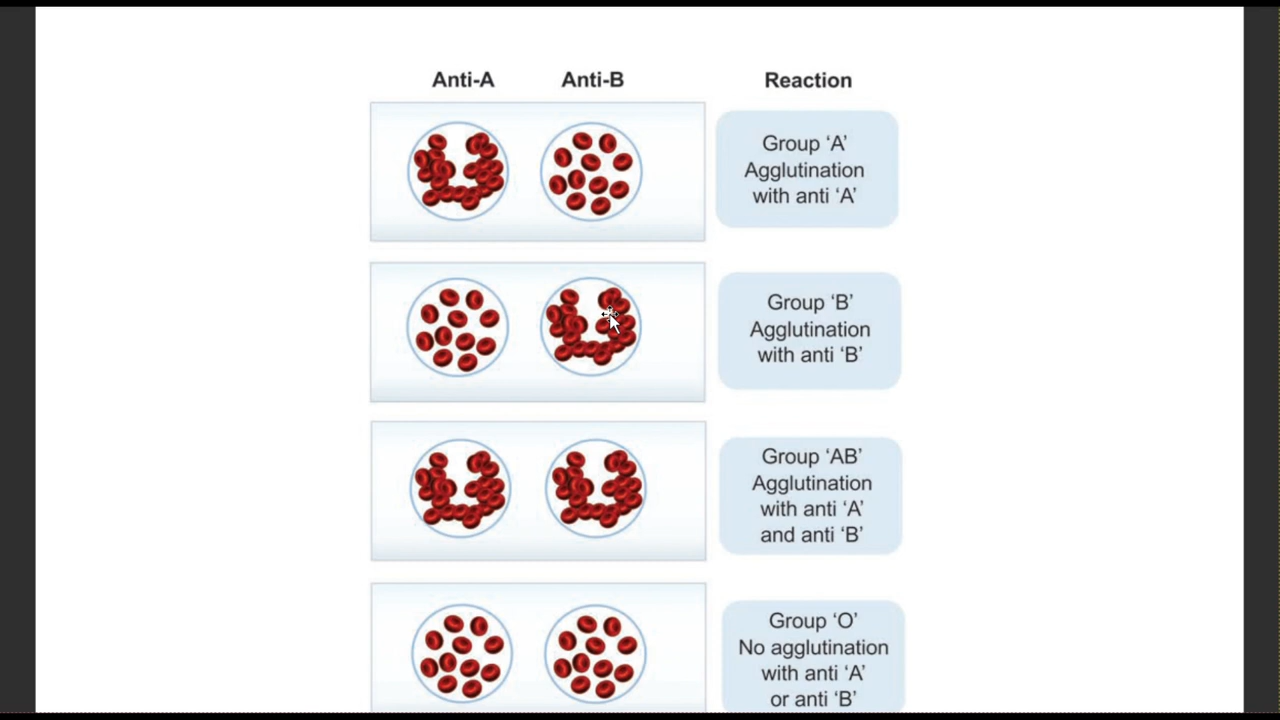 Anti-A Anti-B Reaction
Group ‘A’
Agglutination
with anti ‘A’
Group ‘B’
Agglutination
with anti ‘B’
Group ‘AB’
Agglutination
with anti ‘A’
and anti ‘B’
Group ‘O’
No agglutination
with anti ‘A’
or anti ‘B’